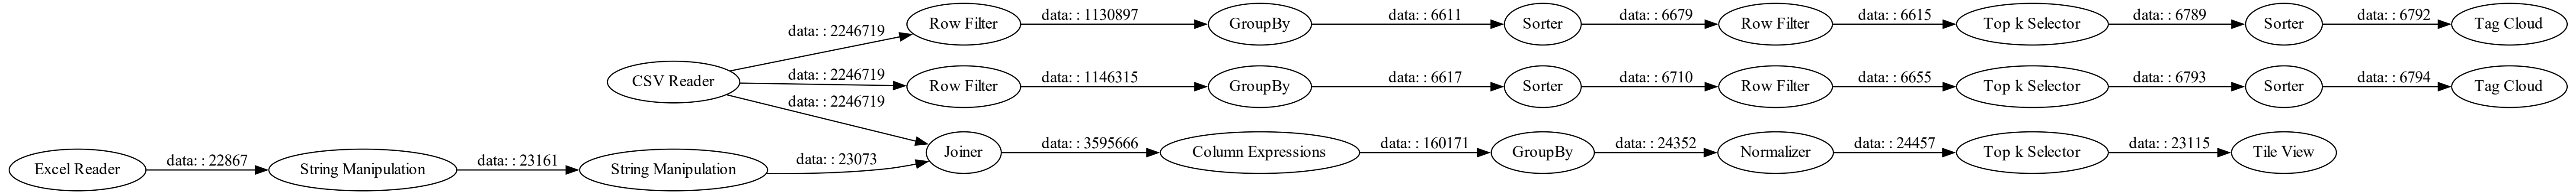 Row Filter data: : 1130897 GroupBy data: : 6611 Sorter data: : 6679 Row Filter data: : 6615 Top k Selector data: : 6789 Sorter data: : 6792 Tag Cloud
data: : 2246719
CSV Reader data: : 2246719 Row Filter data: : 1146315 GroupBy data: : 6617 Sorter data: : 6710 Row Filter data: : 6655 Top k Selector data: : 6793 Sorter data: : 6794 Tag Cloud
data: : 2246719
Excel Reader data: : 22867 String Manipulation data: : 23161 String Manipulation data: : 23073 Joiner data: : 3595666 Column Expressions data: : 160171 GroupBy data: : 24352 Normalizer data: : 24457 Top k Selector data: : 23115 Tile View